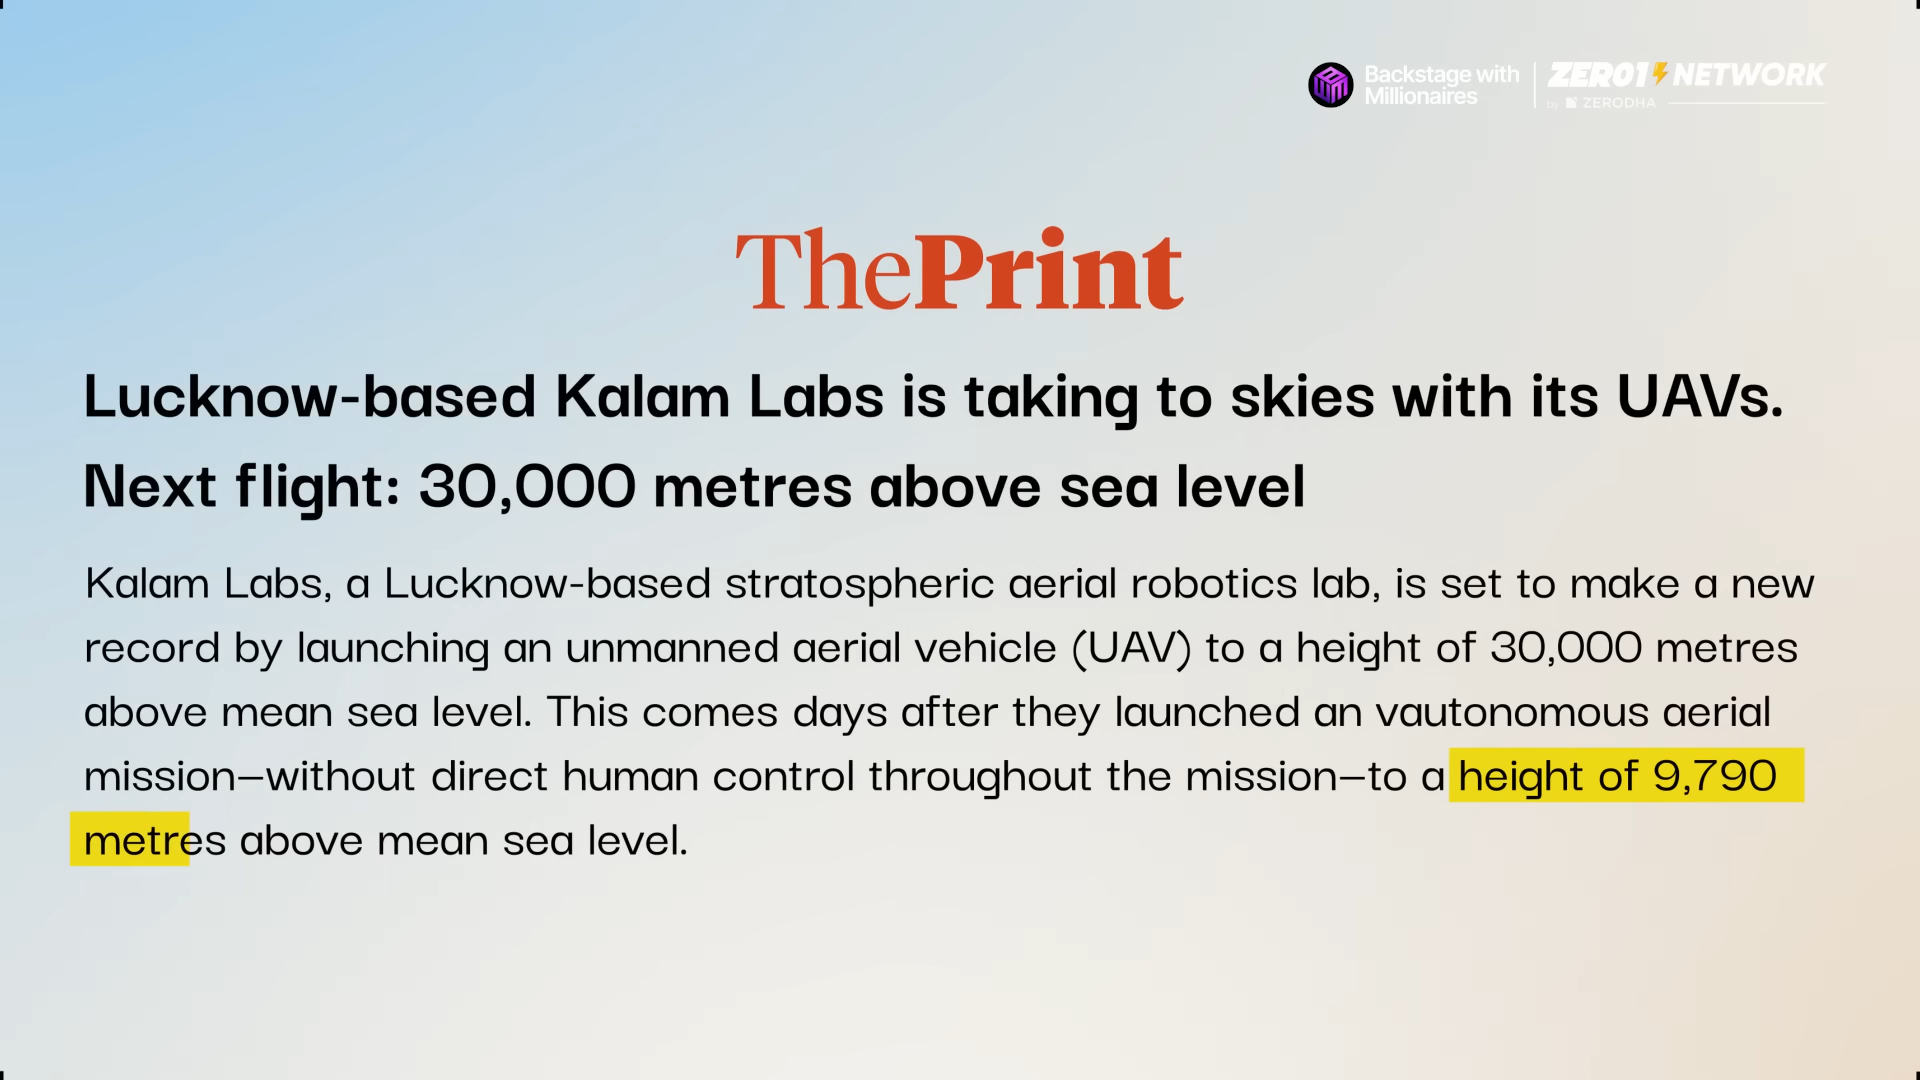 Backstage with
Millionaires
ZERO1 NETWORK
by ZERODHA
ThePrint
Lucknow-based Kalam Labs is taking to skies with its UAVs.
Next flight: 30,000 metres above sea level
Kalam Labs, a Lucknow-based stratospheric aerial robotics lab, is set to make a new
record by launching an unmanned aerial vehicle (UAV) to a height of 30,000 metres
above mean sea level. This comes days after they launched an vautonomous aerial
mission—without direct human control throughout the mission—to a height of 9,790
metres above mean sea level.